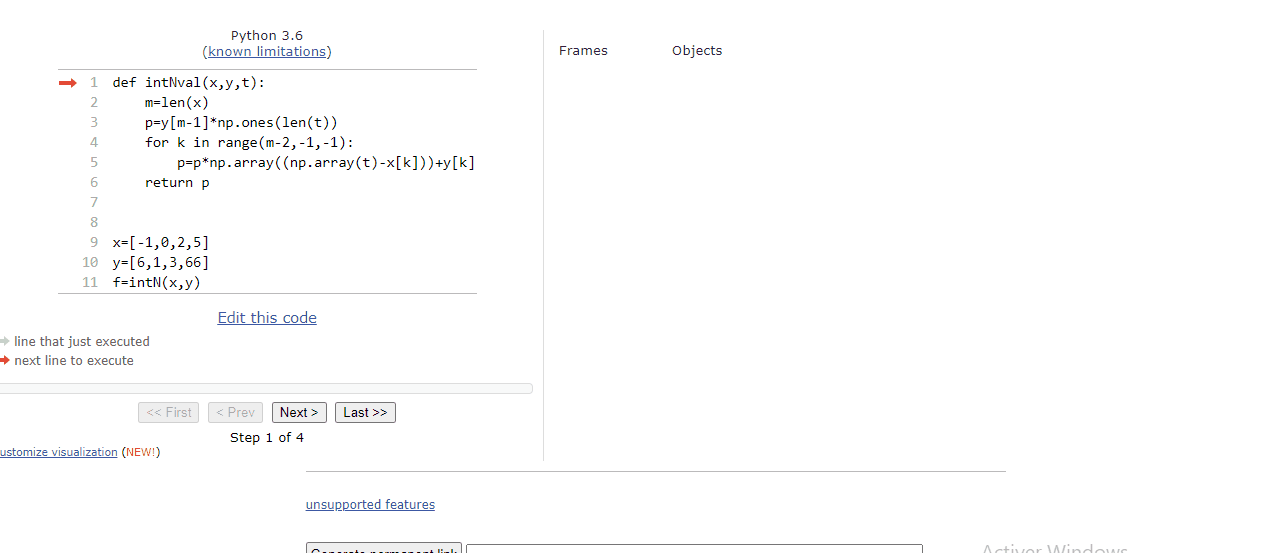 Python 3.6
(known limitations)
1 def intNval(x,y,t):
2     m=len(x)
3     p=y[m-1]*np.ones(len(t))
4     for k in range(m-2,-1,-1):
5         p=p*np.array((np.array(t)-x[k]))+y[k]
6     return p
7
8
9 x=[-1,0,2,5]
10 y=[6,1,3,66]
11 f=intN(x,y)
Edit this code
line that just executed
next line to execute
<< First < Prev Next > Last >>
Step 1 of 4
ustomize visualization (NEW!)
Frames Objects
unsupported features
Generate permanent link
Activer Windows